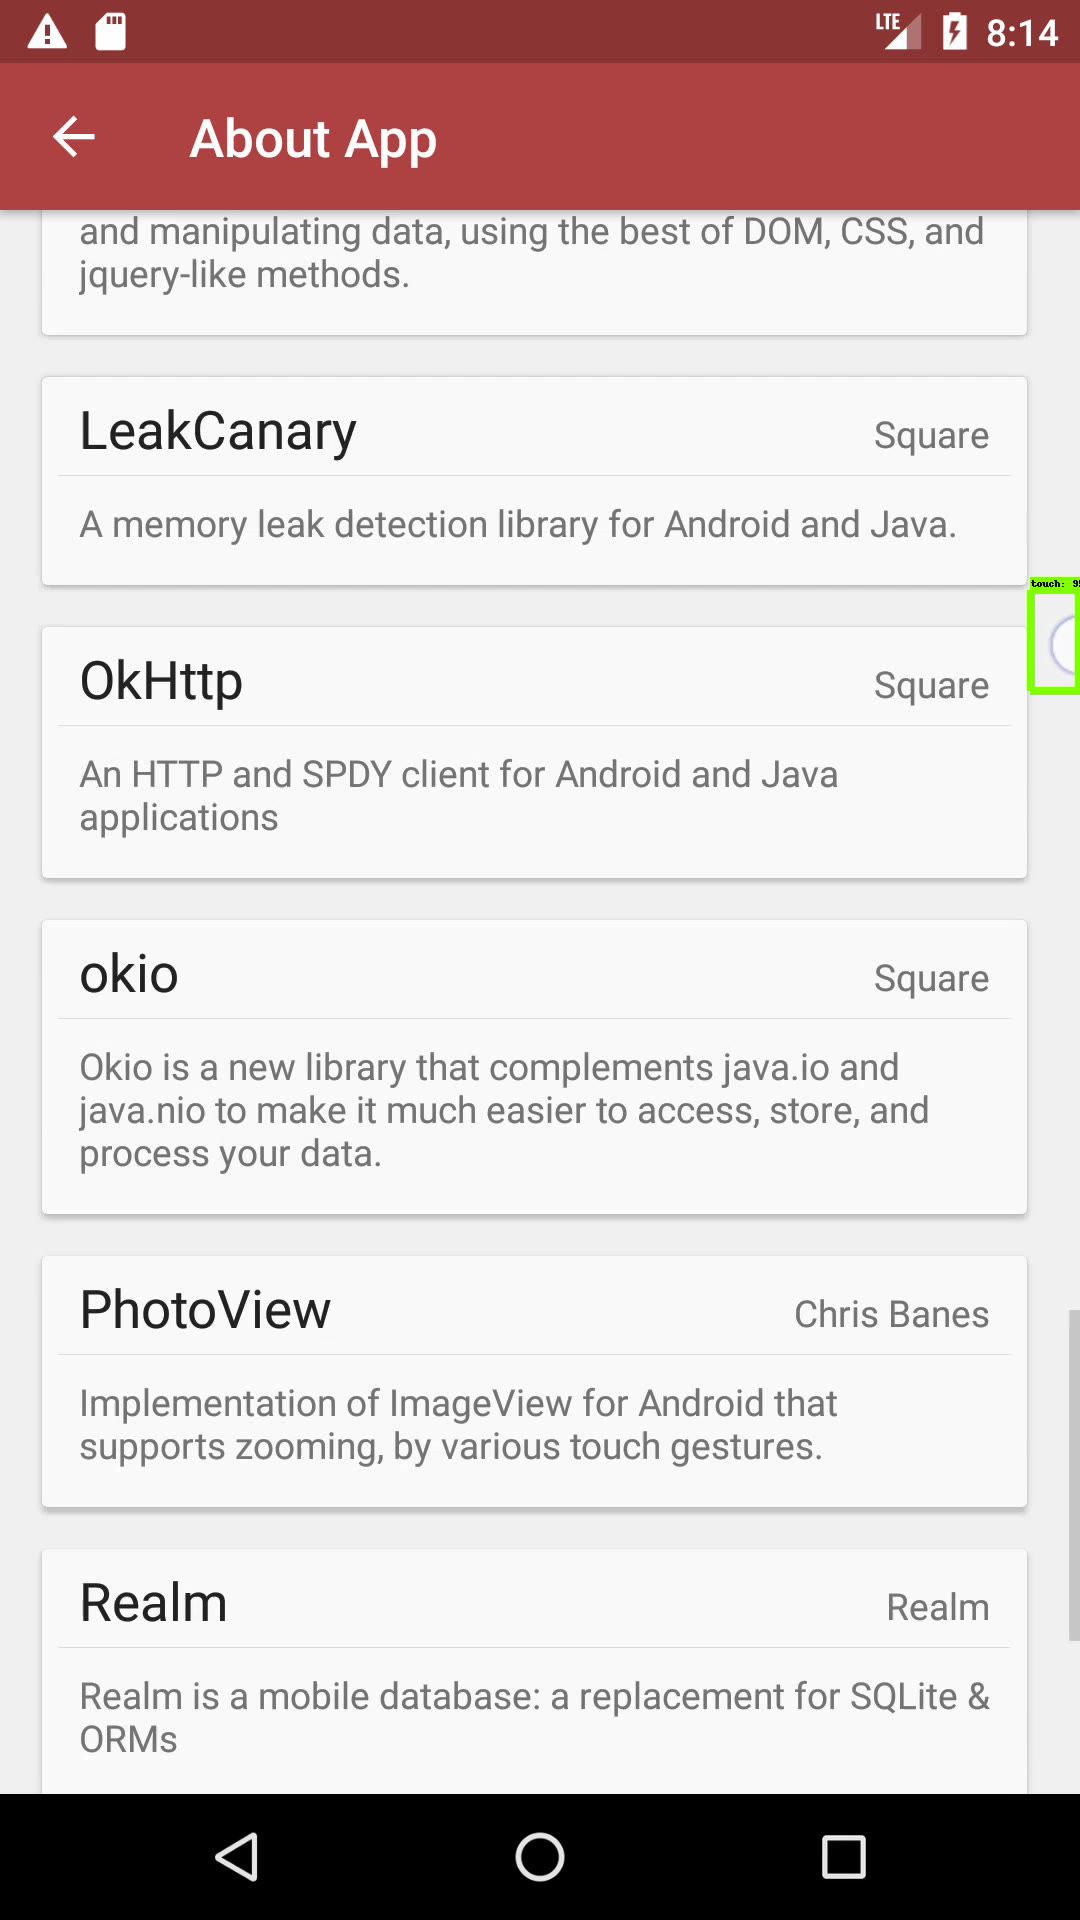 LTE 8:14
About App
and manipulating data, using the best of DOM, CSS, and
jquery-like methods.
LeakCanary
Square
A memory leak detection library for Android and Java.
touch:
OkHttp
Square
An HTTP and SPDY client for Android and Java
applications
okio
Square
Okio is a new library that complements java.io and
java.nio to make it much easier to access, store, and
process your data.
PhotoView
Chris Banes
Implementation of ImageView for Android that
supports zooming, by various touch gestures.
Realm
Realm
Realm is a mobile database: a replacement for SQLite &
ORMs